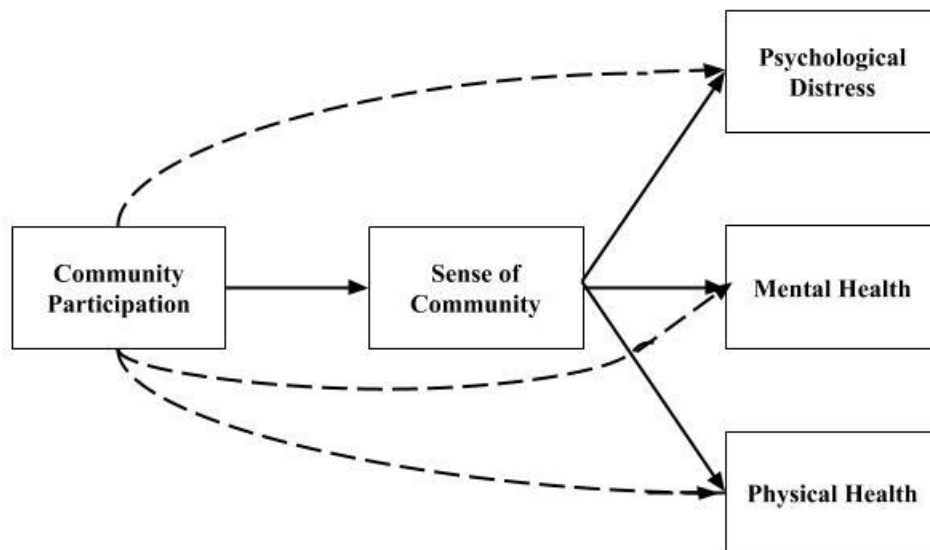 Psychological
Distress
Community
Participation
Sense of
Community
Mental Health
Physical Health